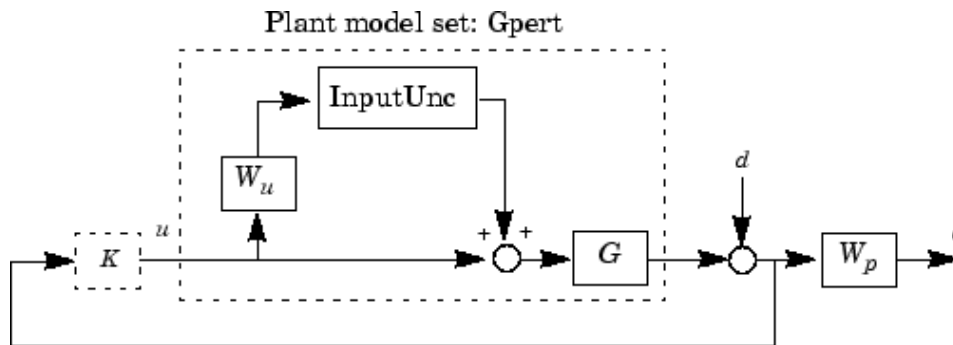 Plant model set: Gpert
InputUnc
W_u
d
u
+ +
K
G
W_p